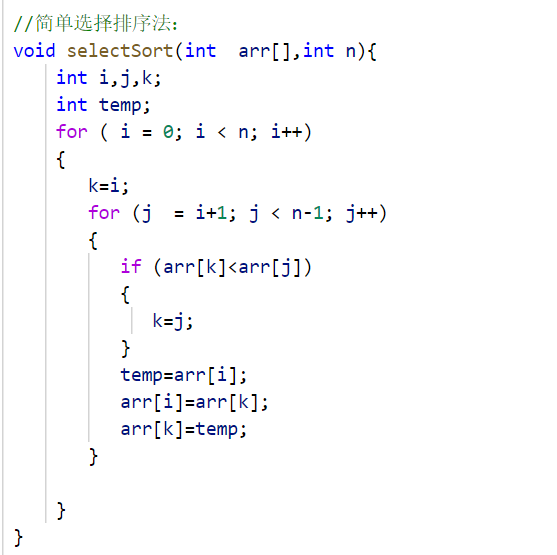 //简单选择排序法:
void selectSort(int  arr[],int n){
    int i,j,k;
    int temp;
    for ( i = 0; i < n; i++)
    {
        k=i;
        for (j  = i+1; j < n-1; j++)
        {
            if (arr[k]<arr[j])
            {
                k=j;
            }
            temp=arr[i];
            arr[i]=arr[k];
            arr[k]=temp;
        }

    }
}